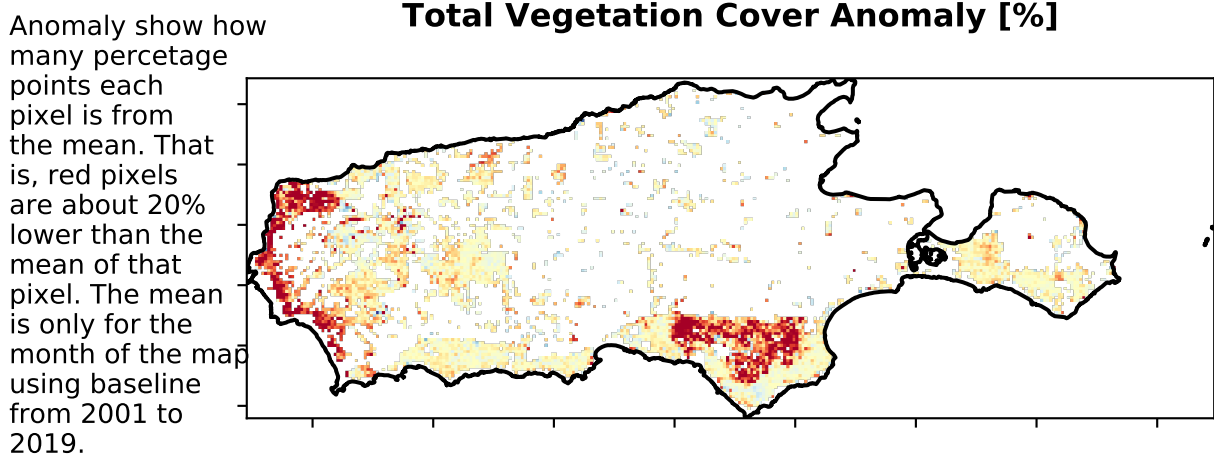 Total Vegetation Cover Anomaly [%]
Anomaly show how
many percetage
points each
pixel is from
the mean. That
is, red pixels
are about 20%
lower than the
mean of that
pixel. The mean
is only for the
month of the map
using baseline
from 2001 to
2019.